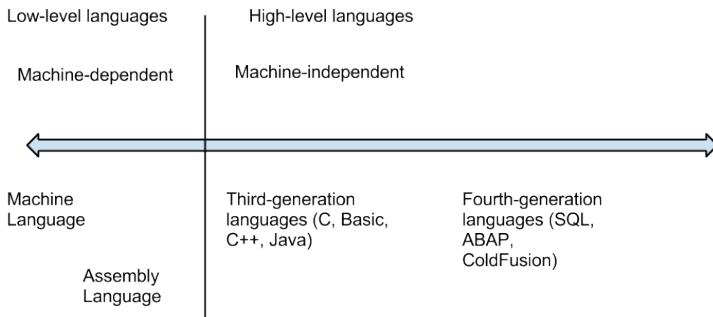 Low-level languages
High-level languages
Machine-dependent
Machine-independent
Machine
Language
Assembly
Language
Third-generation
languages (C, Basic,
C++, Java)
Fourth-generation
languages (SQL,
ABAP,
ColdFusion)